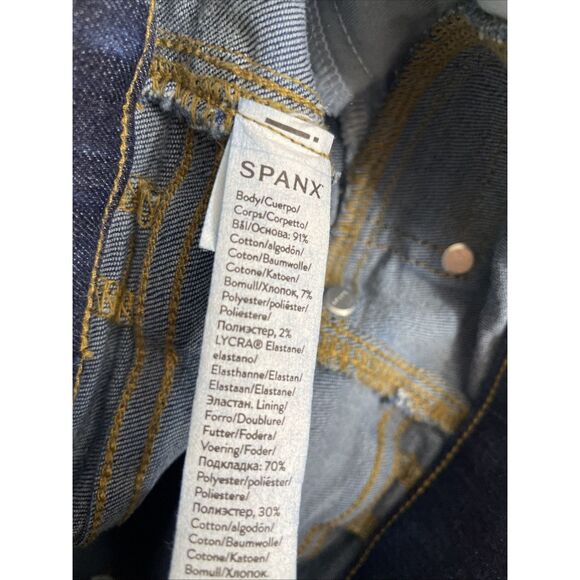 SPANX
Body/Cuerpo/
Corps/Corpetto/
Bål/Основа: 91%
Cotton/algodón/
Coton/Baumwolle/
Cotone/Katoen/
Bomull/Хлопок, 7%
Polyester/poliéster/
Poliestere/
Полиэстер, 2%
LYCRA® Elastane/
elastano/
Elasthanne/Elastan/
Elastaan/Elastane/
Эластан. Lining/
Forro/Doublure/
Futter/Fodera/
Voering/Foder/
Подкладка: 70%
Polyester/poliéster/
Poliestere/
Полиэстер, 30%
Cotton/algodón/
Coton/Baumwolle/
Cotone/Katoen/
Bomull/Хлопок